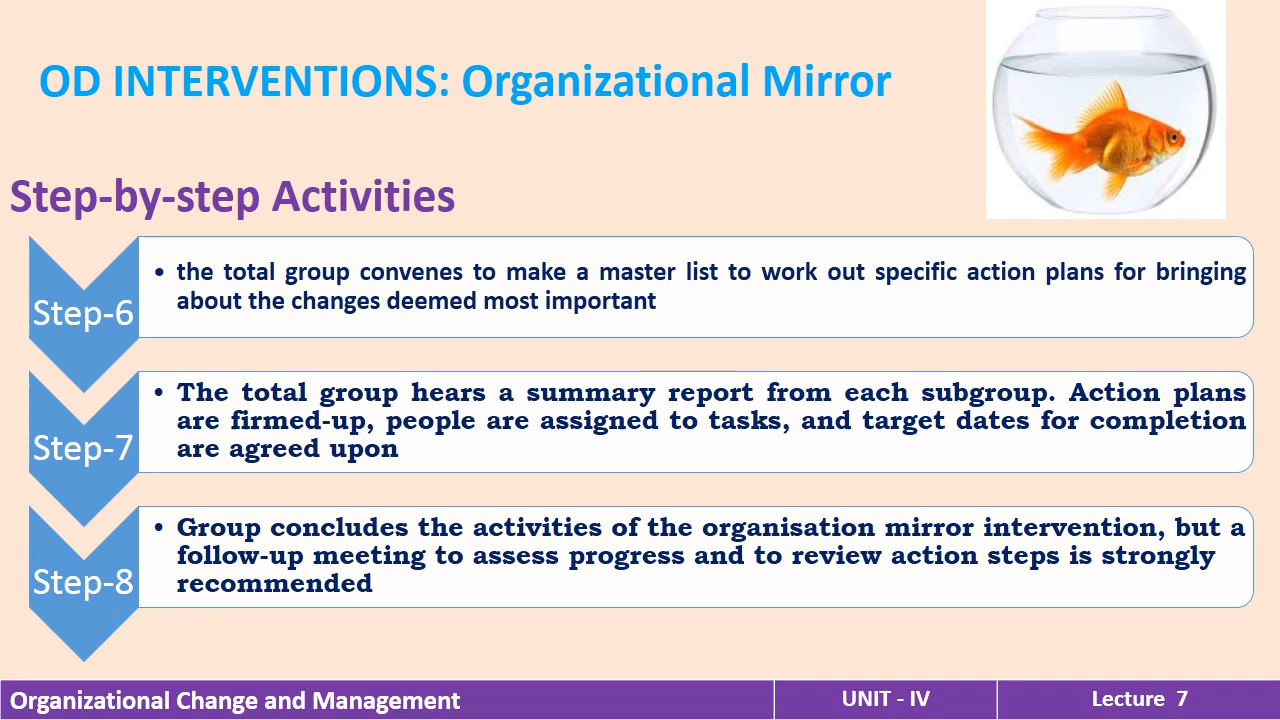 OD INTERVENTIONS: Organizational Mirror
Step-by-step Activities
Step-6
• the total group convenes to make a master list to work out specific action plans for bringing
about the changes deemed most important
Step-7
• The total group hears a summary report from each subgroup. Action plans
are firmed-up, people are assigned to tasks, and target dates for completion
are agreed upon
Step-8
• Group concludes the activities of the organisation mirror intervention, but a
follow-up meeting to assess progress and to review action steps is strongly
recommended
Organizational Change and Management
UNIT - IV
Lecture 7